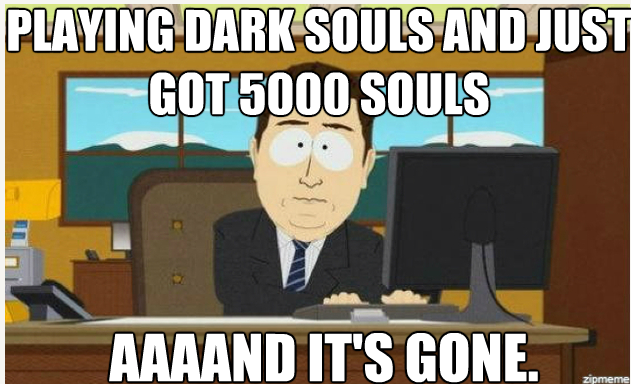 PLAYING DARK SOULS AND JUST
GOT 5000 SOULS
AAAAND IT'S GONE.
zipmeme